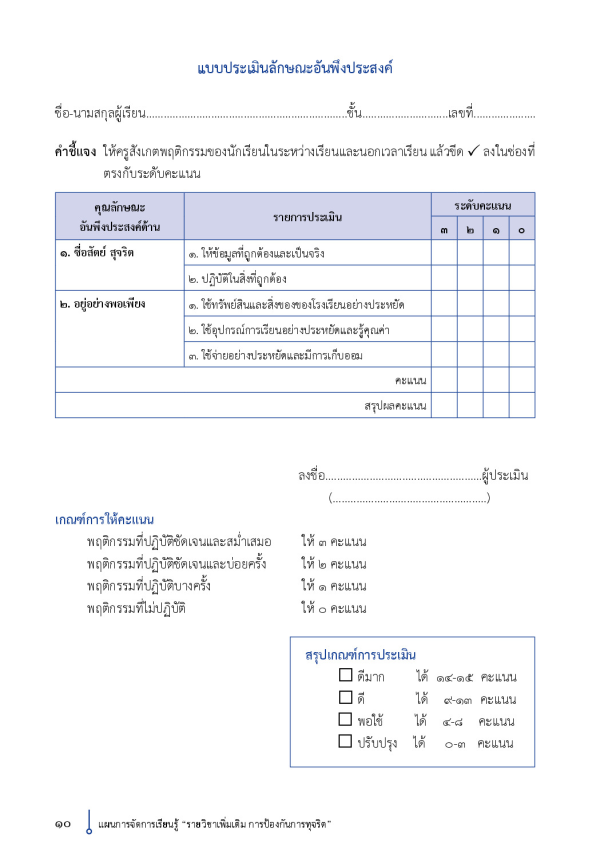 แบบประเมินลักษณะอันพึงประสงค์
ชื่อ-นามสกุลผู้เรียน.....................................................................ชั้น.............................เลขที่.....................
คำชี้แจง ให้ครูสังเกตพฤติกรรมของนักเรียนในระหว่างเรียนและนอกเวลาเรียน แล้วขีด ✓ ลงในช่องที่
ตรงกับระดับคะแนน
คุณลักษณะ
อันพึงประสงค์ด้าน
รายการประเมิน
ระดับคะแนน
๓ ๒ ๑ ๐
๑. ซื่อสัตย์ สุจริต
๑. ให้ข้อมูลที่ถูกต้องและเป็นจริง
๒. ปฏิบัติในสิ่งที่ถูกต้อง
๒. อยู่อย่างพอเพียง
๑. ใช้ทรัพย์สินและสิ่งของของโรงเรียนอย่างประหยัด
๒. ใช้อุปกรณ์การเรียนอย่างประหยัดและรู้คุณค่า
๓. ใช้จ่ายอย่างประหยัดและมีการเก็บออม
คะแนน
สรุปผลคะแนน
ลงชื่อ.....................................................ผู้ประเมิน
(....................................................)
เกณฑ์การให้คะแนน
พฤติกรรมที่ปฏิบัติชัดเจนและสม่ำเสมอ ให้ ๓ คะแนน
พฤติกรรมที่ปฏิบัติชัดเจนและบ่อยครั้ง ให้ ๒ คะแนน
พฤติกรรมที่ปฏิบัติบางครั้ง ให้ ๑ คะแนน
พฤติกรรมที่ไม่ปฏิบัติ ให้ ๐ คะแนน
สรุปเกณฑ์การประเมิน
☐ ดีมาก ได้ ๑๔-๑๕ คะแนน
☐ ดี ได้ ๙-๑๓ คะแนน
☐ พอใช้ ได้ ๔-๘ คะแนน
☐ ปรับปรุง ได้ ๐-๓ คะแนน
๑๐ แผนการจัดการเรียนรู้ “รายวิชาเพิ่มเติม การป้องกันการทุจริต”